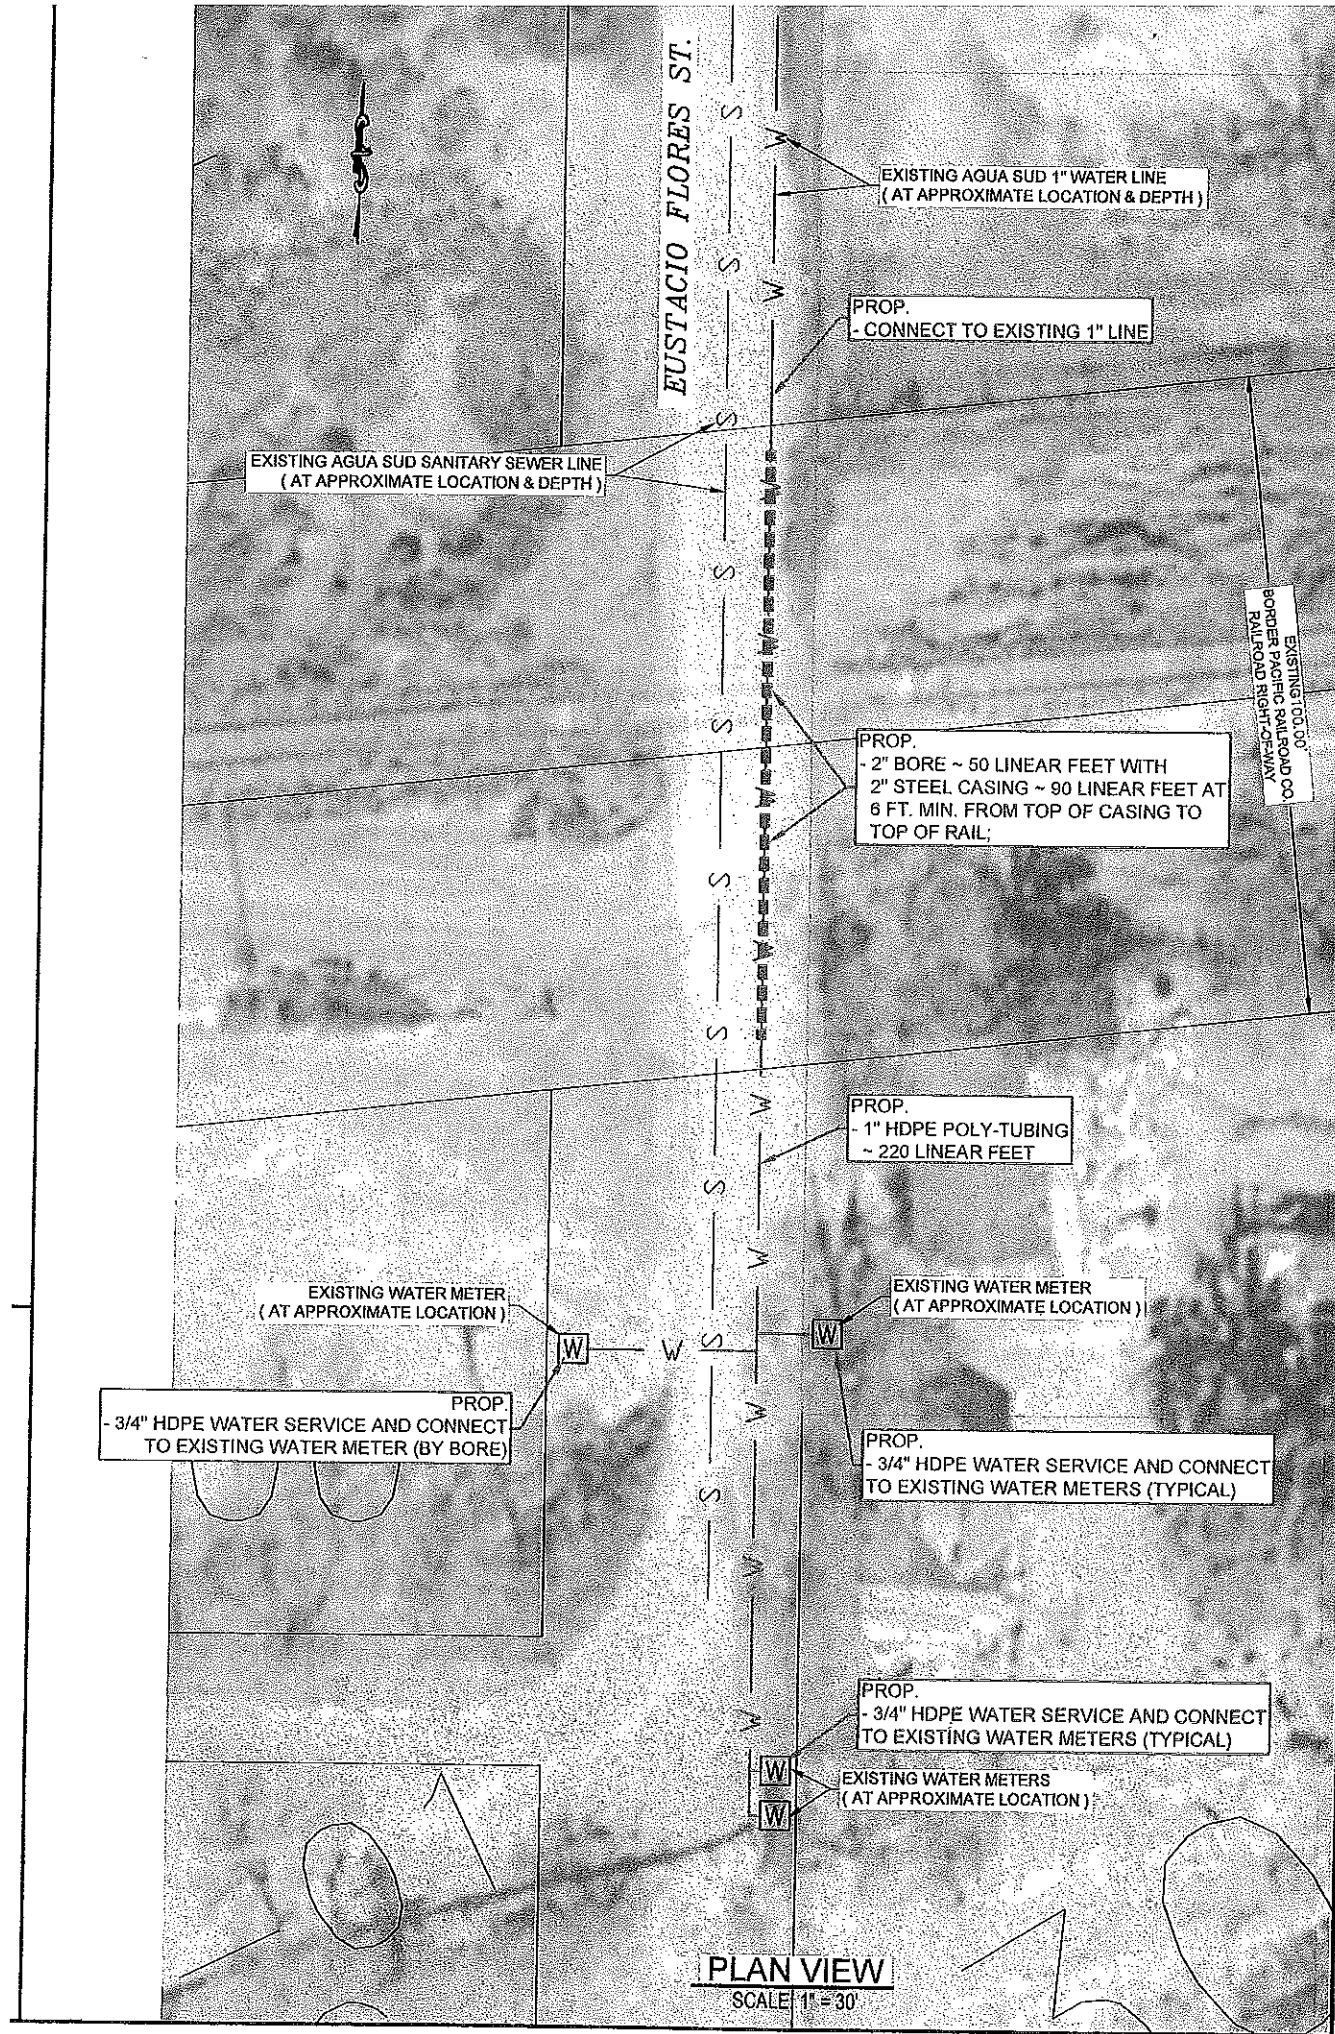 EUSTACIO FLORES ST.
EXISTING AGUA SUD 1" WATER LINE
( AT APPROXIMATE LOCATION & DEPTH )
PROP.
- CONNECT TO EXISTING 1" LINE
EXISTING AGUA SUD SANITARY SEWER LINE
( AT APPROXIMATE LOCATION & DEPTH )
EXISTING 100.00'
BORDER PACIFIC RAILROAD CO.
RAILROAD RIGHT-OF-WAY
PROP.
- 2" BORE ~ 50 LINEAR FEET WITH
2" STEEL CASING ~ 90 LINEAR FEET AT
6 FT. MIN. FROM TOP OF CASING TO
TOP OF RAIL;
PROP.
- 1" HDPE POLY-TUBING
~ 220 LINEAR FEET
EXISTING WATER METER
( AT APPROXIMATE LOCATION )
EXISTING WATER METER
( AT APPROXIMATE LOCATION )
W
W
W
PROP.
- 3/4" HDPE WATER SERVICE AND CONNECT
TO EXISTING WATER METER (BY BORE)
PROP.
- 3/4" HDPE WATER SERVICE AND CONNECT
TO EXISTING WATER METERS (TYPICAL)
PROP.
- 3/4" HDPE WATER SERVICE AND CONNECT
TO EXISTING WATER METERS (TYPICAL)
W
EXISTING WATER METERS
( AT APPROXIMATE LOCATION )
W
PLAN VIEW
SCALE: 1" = 30'
S
S
S
S
S
S
S
S
S
S
W
W
W
W
W
W
W
W
W
W
W